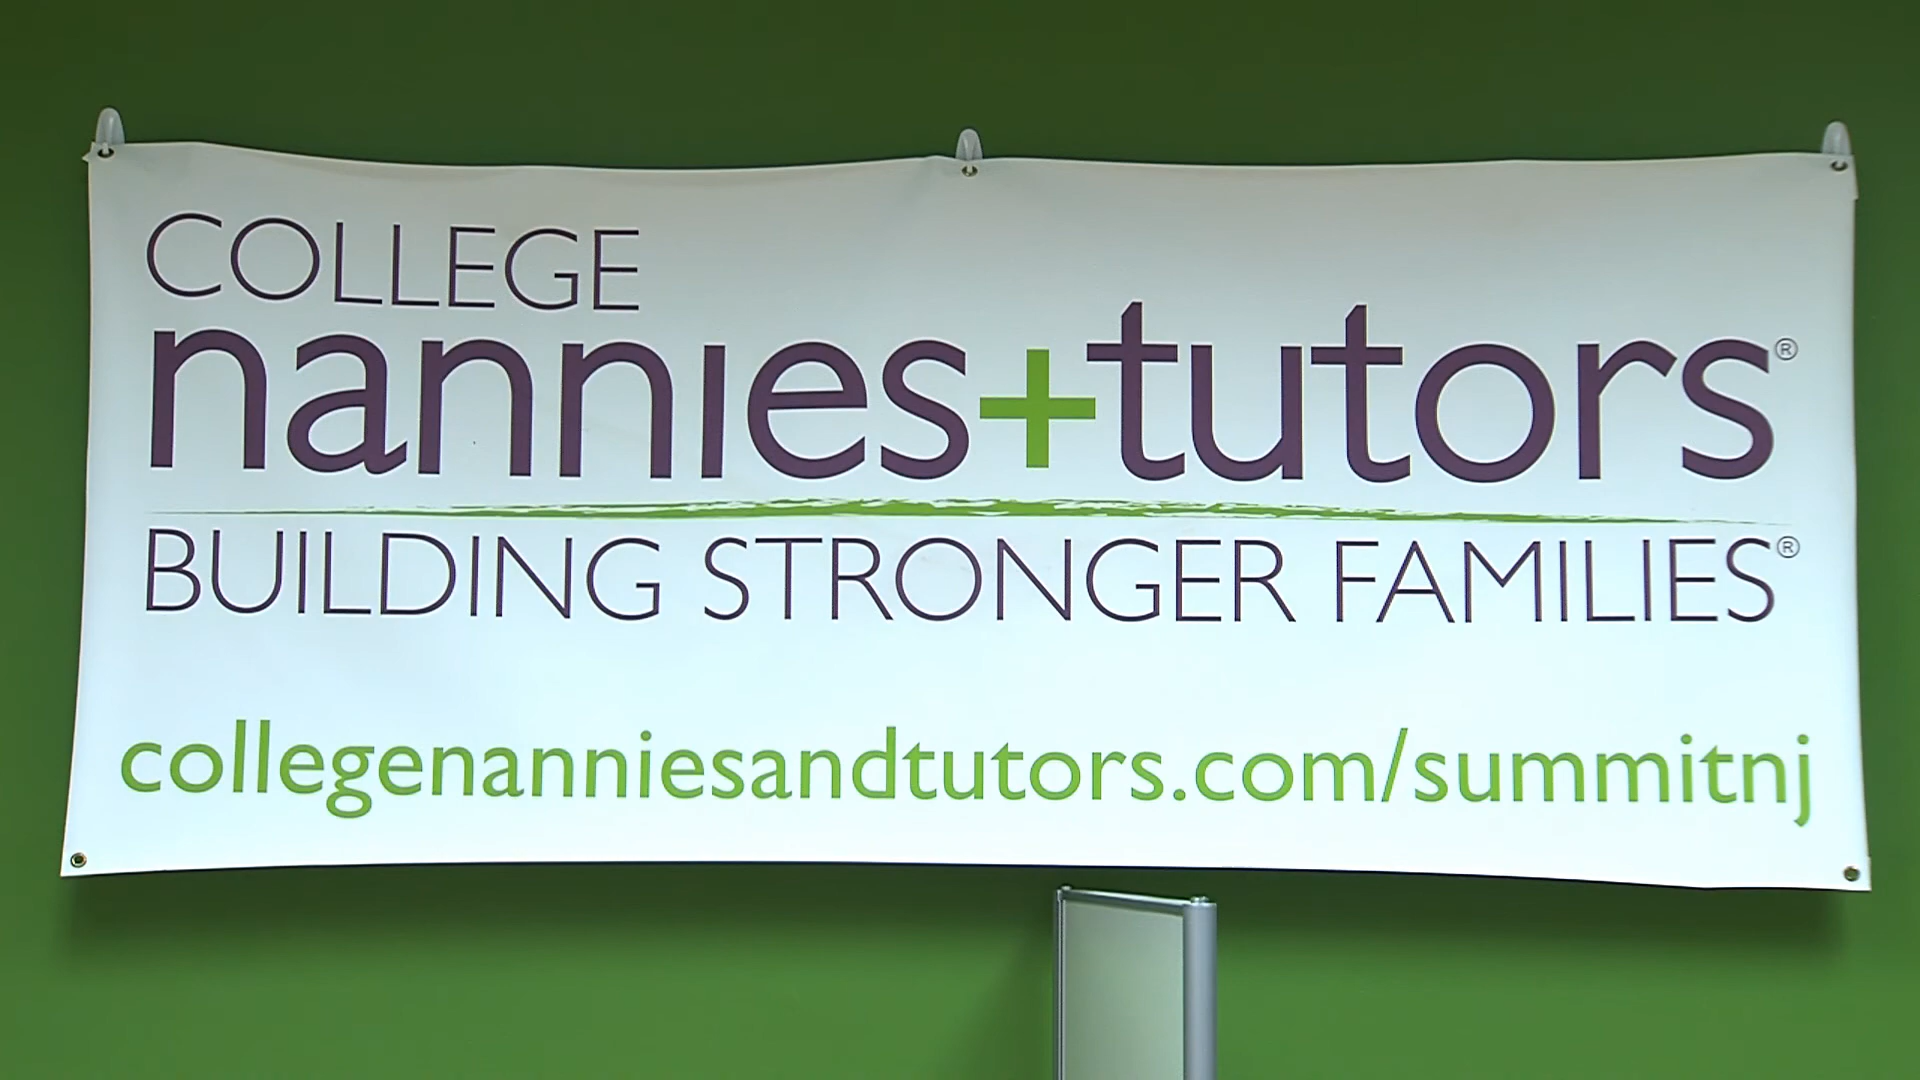 COLLEGE
nannies+tutors®
BUILDING STRONGER FAMILIES®
collegenanniesandtutors.com/summitnj